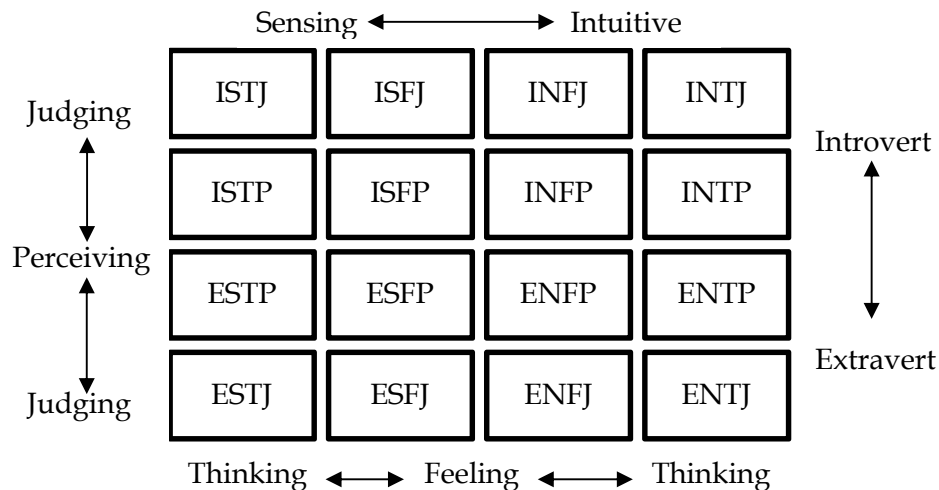 Sensing Intuitive
ISTJ ISFJ INFJ INTJ
Judging
Introvert
ISTP ISFP INFP INTP
Perceiving
ESTP ESFP ENFP ENTP
Extravert
ESTJ ESFJ ENFJ ENTJ
Judging
Thinking Feeling Thinking